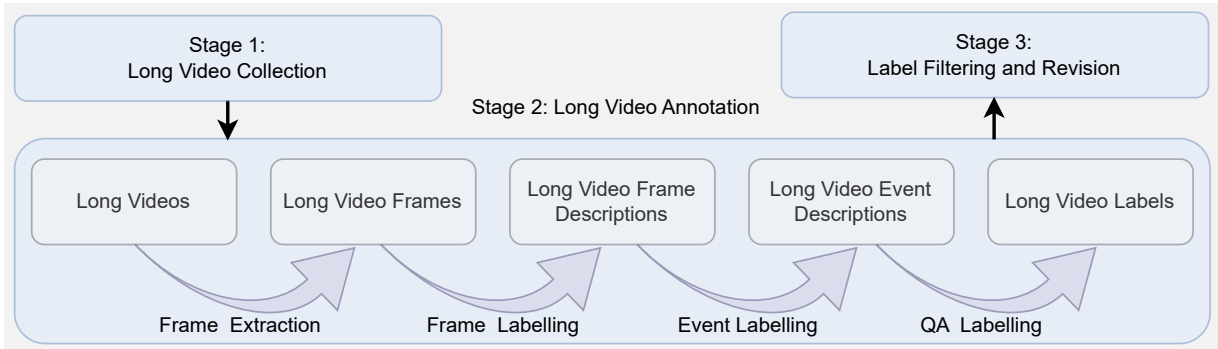 Stage 1:
Long Video Collection
Stage 3:
Label Filtering and Revision
Stage 2: Long Video Annotation
Long Videos
Long Video Frames
Long Video Frame
Descriptions
Long Video Event
Descriptions
Long Video Labels
Frame Extraction
Frame Labelling
Event Labelling
QA Labelling